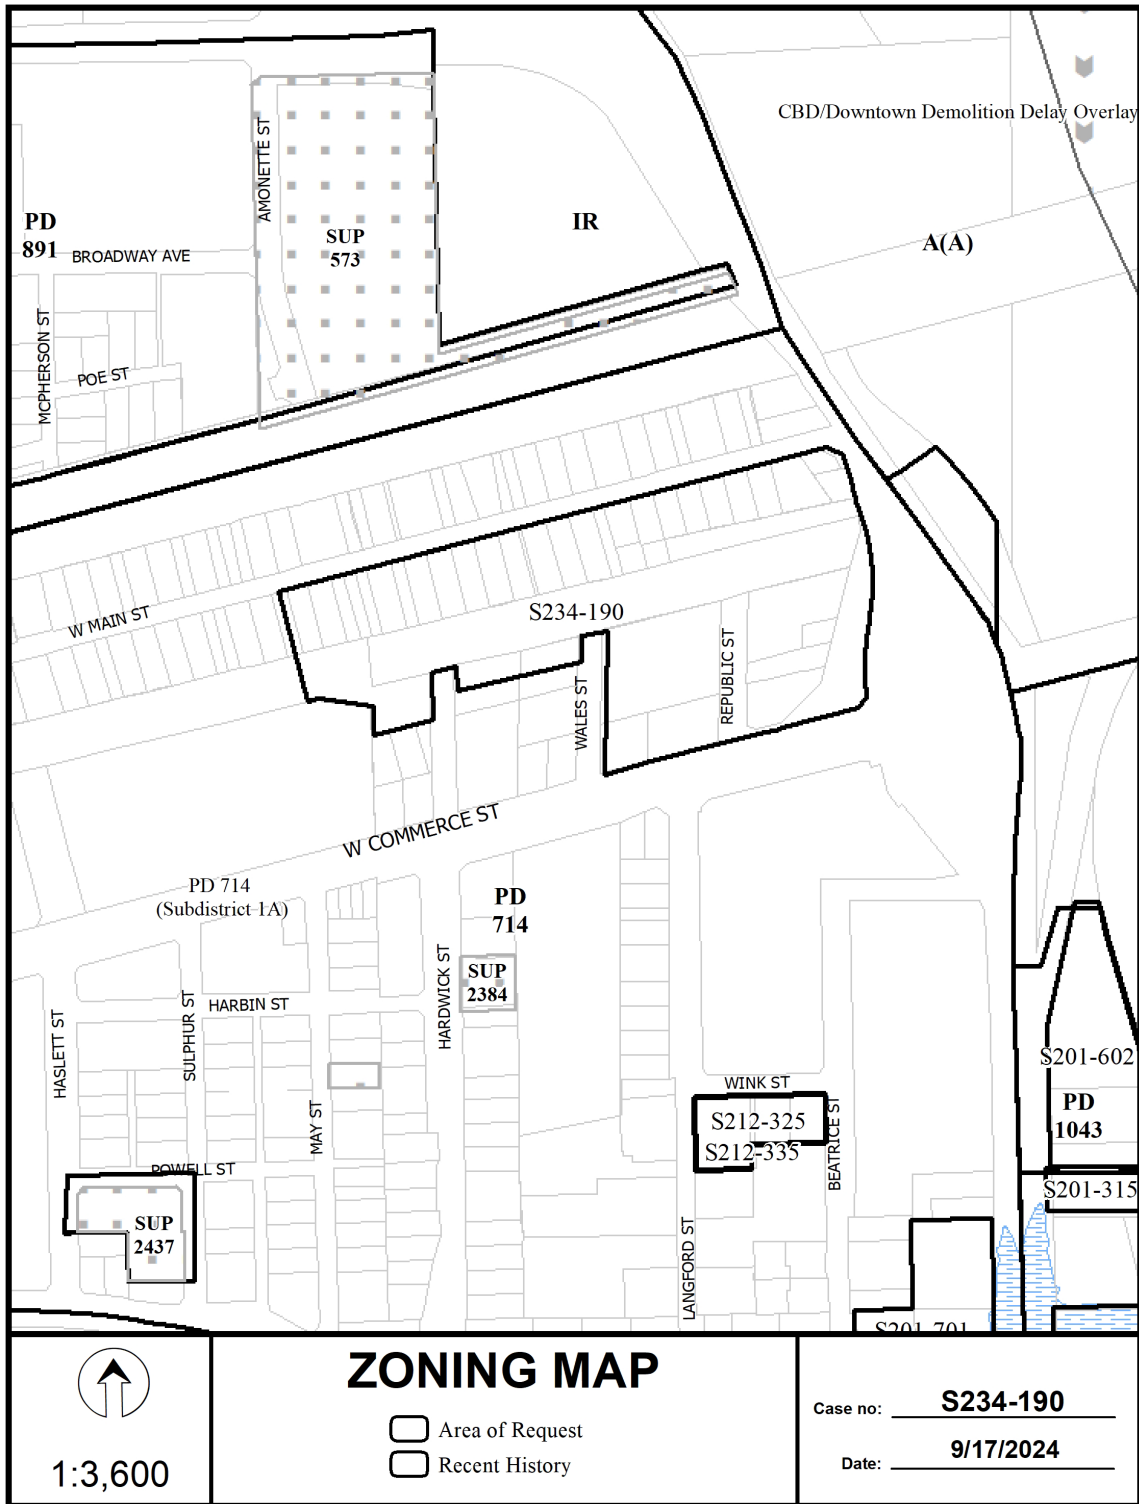 CBD/Downtown Demolition Delay Overlay
AMONETTE ST
PD
891
BROADWAY AVE
SUP
573
IR
A(A)
MCPHERSON ST
POE ST
W MAIN ST
S234-190
WALES ST
REPUBLIC ST
W COMMERCE ST
PD 714
(Subdistrict 1A)
PD
714
HARDWICK ST
SUP
2384
HASLETT ST
SULPHUR ST
HARBIN ST
MAY ST
WINK ST
S212-325
S212-335
BEATRICE ST
S201-602
PD
1043
S201-315
POWELL ST
SUP
2437
LANGFORD ST
S201-701
ZONING MAP
Area of Request
Recent History
1:3,600
Case no: S234-190
Date: 9/17/2024